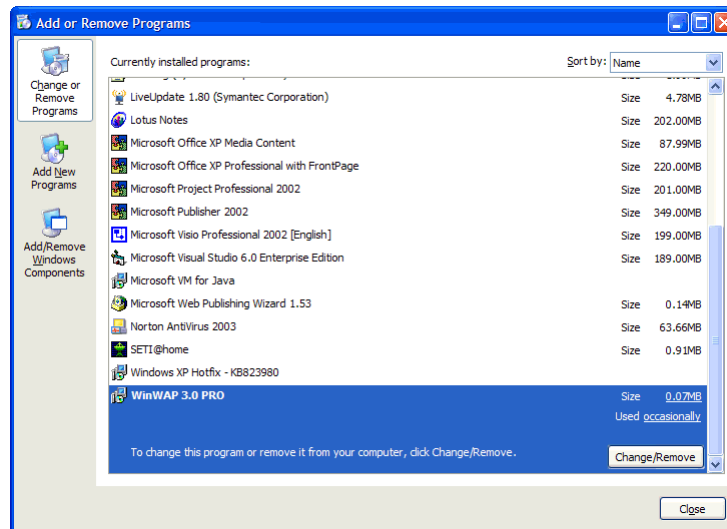 Add or Remove Programs
Change or
Remove
Programs
Add New
Programs
Add/Remove
Windows
Components
Currently installed programs:
Sort by: Name
LiveUpdate 1.80 (Symantec Corporation) Size 4.78MB
Lotus Notes Size 202.00MB
Microsoft Office XP Media Content Size 87.99MB
Microsoft Office XP Professional with FrontPage Size 220.00MB
Microsoft Project Professional 2002 Size 201.00MB
Microsoft Publisher 2002 Size 349.00MB
Microsoft Visio Professional 2002 [English] Size 199.00MB
Microsoft Visual Studio 6.0 Enterprise Edition Size 189.00MB
Microsoft VM for Java
Microsoft Web Publishing Wizard 1.53 Size 0.14MB
Norton AntiVirus 2003 Size 63.66MB
SETI@home Size 0.91MB
Windows XP Hotfix - KB823980
WinWAP 3.0 PRO Size 0.07MB
Used occasionally
To change this program or remove it from your computer, click Change/Remove. Change/Remove
Close